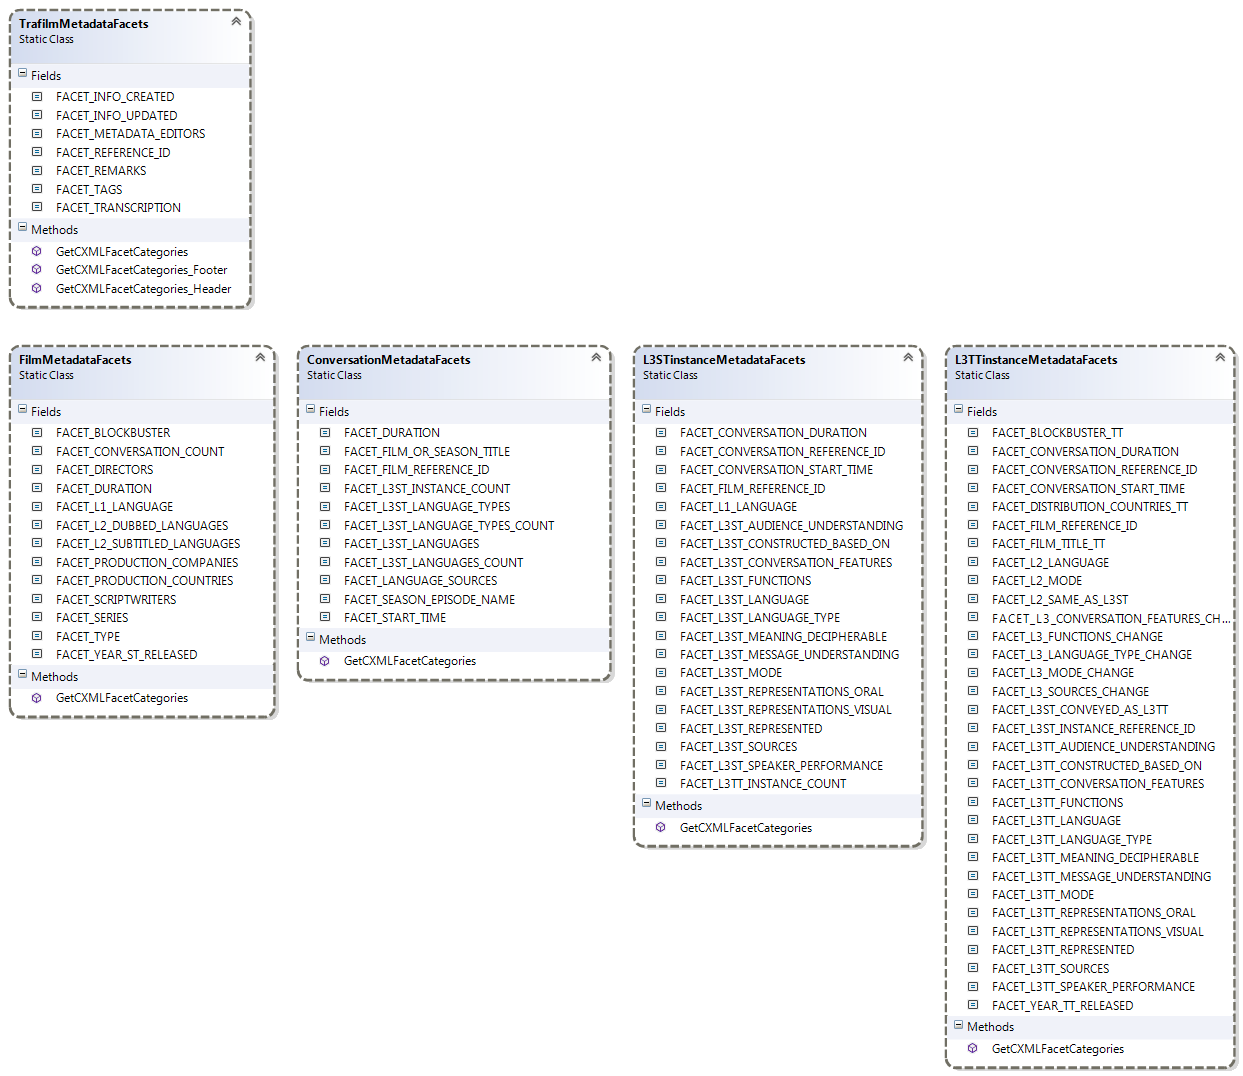 TrafilmMetadataFacets
Static Class
Fields
FACET_INFO_CREATED
FACET_INFO_UPDATED
FACET_METADATA_EDITORS
FACET_REFERENCE_ID
FACET_REMARKS
FACET_TAGS
FACET_TRANSCRIPTION
Methods
GetCXMLFacetCategories
GetCXMLFacetCategories_Footer
GetCXMLFacetCategories_Header
FilmMetadataFacets
Static Class
Fields
FACET_BLOCKBUSTER
FACET_CONVERSATION_COUNT
FACET_DIRECTORS
FACET_DURATION
FACET_L1_LANGUAGE
FACET_L2_DUBBED_LANGUAGES
FACET_L2_SUBTITLED_LANGUAGES
FACET_PRODUCTION_COMPANIES
FACET_PRODUCTION_COUNTRIES
FACET_SCRIPTWRITERS
FACET_SERIES
FACET_TYPE
FACET_YEAR_ST_RELEASED
Methods
GetCXMLFacetCategories
ConversationMetadataFacets
Static Class
Fields
FACET_DURATION
FACET_FILM_OR_SEASON_TITLE
FACET_FILM_REFERENCE_ID
FACET_L3ST_INSTANCE_COUNT
FACET_L3ST_LANGUAGE_TYPES
FACET_L3ST_LANGUAGE_TYPES_COUNT
FACET_L3ST_LANGUAGES
FACET_L3ST_LANGUAGES_COUNT
FACET_LANGUAGE_SOURCES
FACET_SEASON_EPISODE_NAME
FACET_START_TIME
Methods
GetCXMLFacetCategories
L3STinstanceMetadataFacets
Static Class
Fields
FACET_CONVERSATION_DURATION
FACET_CONVERSATION_REFERENCE_ID
FACET_CONVERSATION_START_TIME
FACET_FILM_REFERENCE_ID
FACET_L1_LANGUAGE
FACET_L3ST_AUDIENCE_UNDERSTANDING
FACET_L3ST_CONSTRUCTED_BASED_ON
FACET_L3ST_CONVERSATION_FEATURES
FACET_L3ST_FUNCTIONS
FACET_L3ST_LANGUAGE
FACET_L3ST_LANGUAGE_TYPE
FACET_L3ST_MEANING_DECIPHERABLE
FACET_L3ST_MESSAGE_UNDERSTANDING
FACET_L3ST_MODE
FACET_L3ST_REPRESENTATIONS_ORAL
FACET_L3ST_REPRESENTATIONS_VISUAL
FACET_L3ST_REPRESENTED
FACET_L3ST_SOURCES
FACET_L3ST_SPEAKER_PERFORMANCE
FACET_L3TT_INSTANCE_COUNT
Methods
GetCXMLFacetCategories
L3TTinstanceMetadataFacets
Static Class
Fields
FACET_BLOCKBUSTER_TT
FACET_CONVERSATION_DURATION
FACET_CONVERSATION_REFERENCE_ID
FACET_CONVERSATION_START_TIME
FACET_DISTRIBUTION_COUNTRIES_TT
FACET_FILM_REFERENCE_ID
FACET_FILM_TITLE_TT
FACET_L2_LANGUAGE
FACET_L2_MODE
FACET_L2_SAME_AS_L3ST
FACET_L3_CONVERSATION_FEATURES_CH...
FACET_L3_FUNCTIONS_CHANGE
FACET_L3_LANGUAGE_TYPE_CHANGE
FACET_L3_MODE_CHANGE
FACET_L3_SOURCES_CHANGE
FACET_L3ST_CONVEYED_AS_L3TT
FACET_L3ST_INSTANCE_REFERENCE_ID
FACET_L3TT_AUDIENCE_UNDERSTANDING
FACET_L3TT_CONSTRUCTED_BASED_ON
FACET_L3TT_CONVERSATION_FEATURES
FACET_L3TT_FUNCTIONS
FACET_L3TT_LANGUAGE
FACET_L3TT_LANGUAGE_TYPE
FACET_L3TT_MEANING_DECIPHERABLE
FACET_L3TT_MESSAGE_UNDERSTANDING
FACET_L3TT_MODE
FACET_L3TT_REPRESENTATIONS_ORAL
FACET_L3TT_REPRESENTATIONS_VISUAL
FACET_L3TT_REPRESENTED
FACET_L3TT_SOURCES
FACET_L3TT_SPEAKER_PERFORMANCE
FACET_YEAR_TT_RELEASED
Methods
GetCXMLFacetCategories